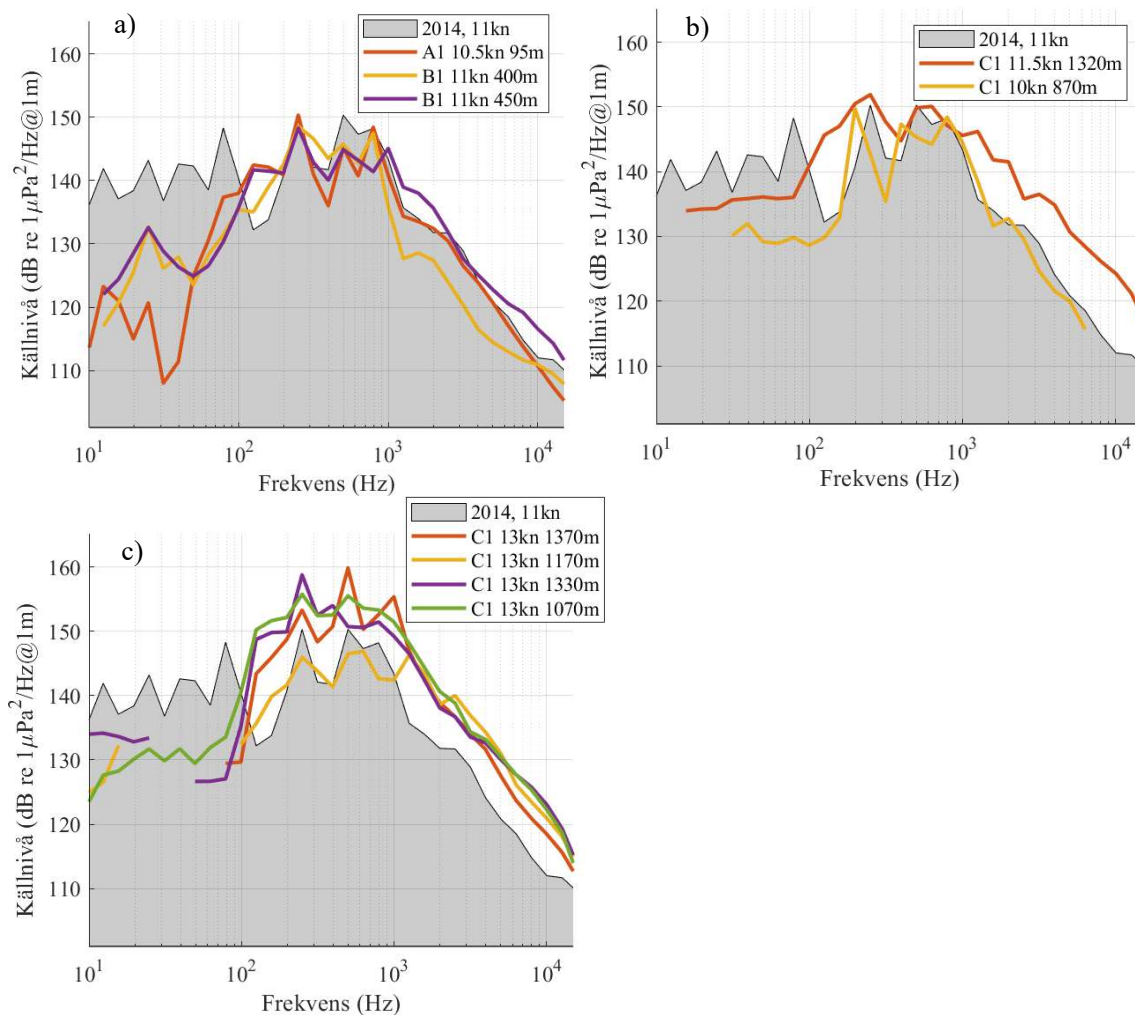 a)
2014, 11kn
A1 10.5kn 95m
B1 11kn 400m
B1 11kn 450m
160
150
140
130
120
110
Källnivå (dB re 1μPa²/Hz@1m)
10¹
10²
10³
10⁴
Frekvens (Hz)
b)
2014, 11kn
C1 11.5kn 1320m
C1 10kn 870m
160
150
140
130
120
110
Källnivå (dB re 1μPa²/Hz@1m)
10¹
10²
10³
10⁴
Frekvens (Hz)
c)
2014, 11kn
C1 13kn 1370m
C1 13kn 1170m
C1 13kn 1330m
C1 13kn 1070m
160
150
140
130
120
110
Källnivå (dB re 1μPa²/Hz@1m)
10¹
10²
10³
10⁴
Frekvens (Hz)